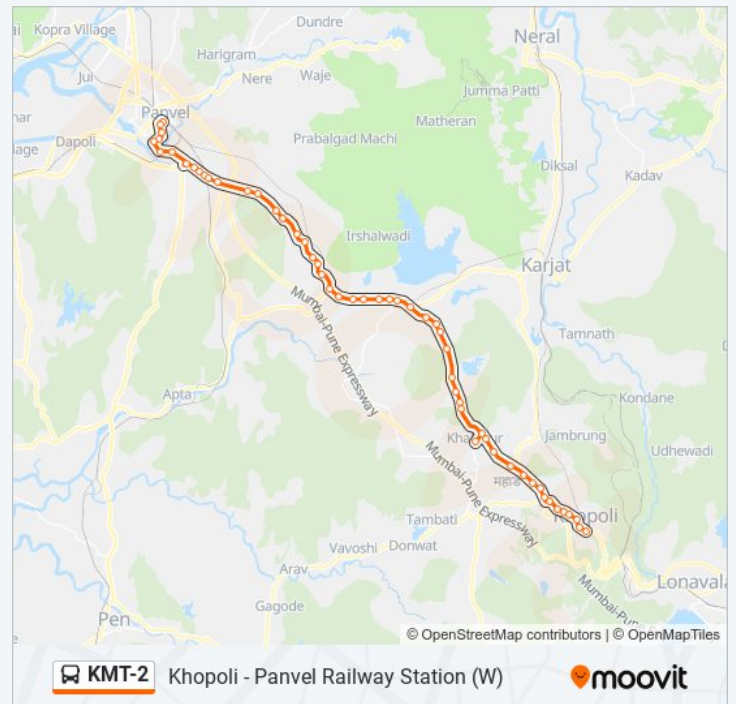 Kopra Village
Dundre
Neral
Harigram
Jui
Nere
Waje
Jumma Patti
Panvel
Matheran
Dapoli
Prabalgad Machi
Diksal
Kadav
Irshalwadi
Karjat
Mumbai-Pune Expressway
Tamnath
Apta
Kondane
Jambrung
Udhewadi
Mumbai-Pune Expressway
Khopoli
Tambati
Vavoshi
Donwat
Arav
Gagode
Lonavala
Pen
© OpenStreetMap contributors | © OpenMapTiles
KMT-2 Khopoli - Panvel Railway Station (W)
moovit